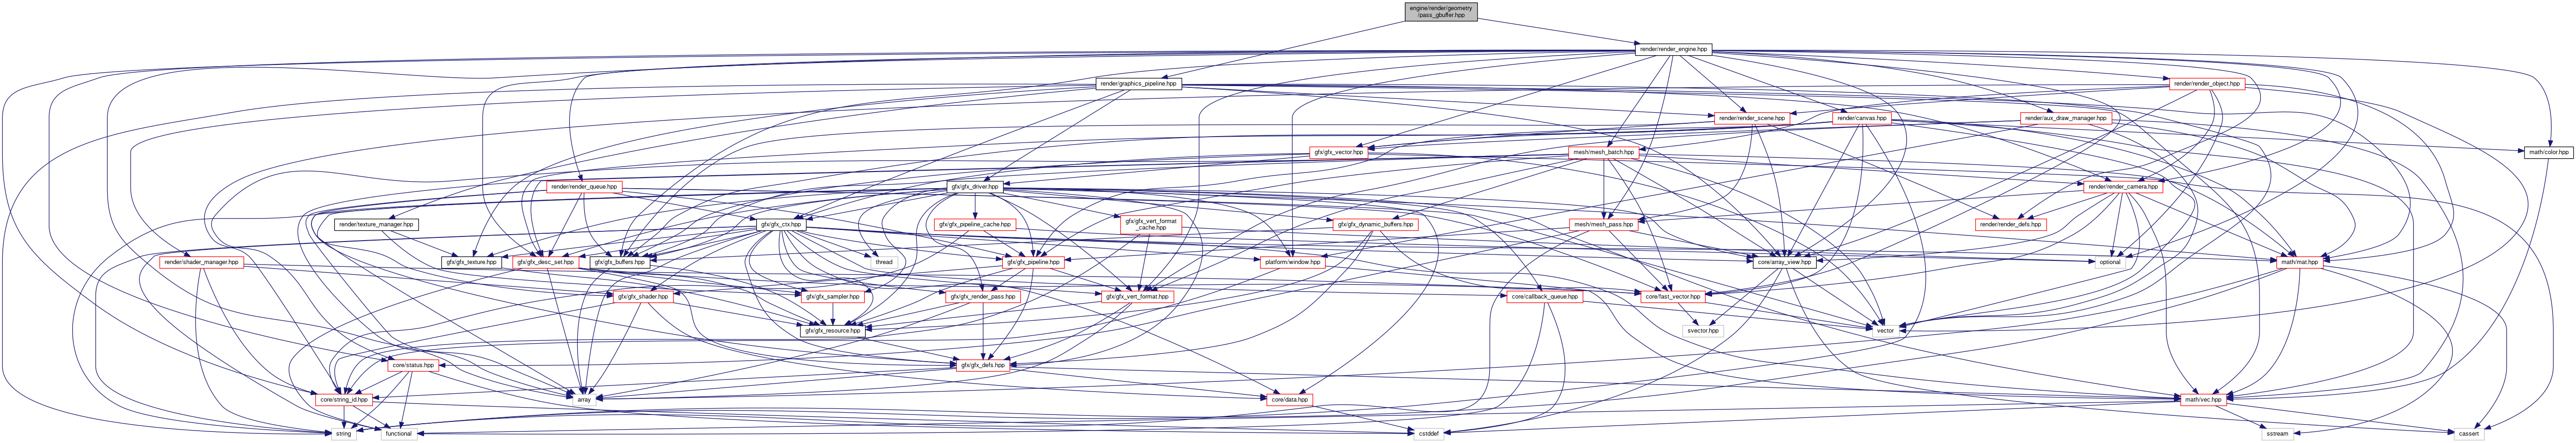 engine/render/geometry
/pass_gbuffer.hpp
render/render_engine.hpp
render/graphics_pipeline.hpp
render/render_object.hpp
render/render_scene.hpp
render/canvas.hpp
render/aux_draw_manager.hpp
gfx/gfx_vector.hpp
mesh/mesh_batch.hpp
math/color.hpp
render/render_queue.hpp
gfx/gfx_driver.hpp
render/render_camera.hpp
render/texture_manager.hpp
gfx/gfx_ctx.hpp
gfx/gfx_pipeline_cache.hpp
gfx/gfx_vert_format
_cache.hpp
gfx/gfx_dynamic_buffers.hpp
mesh/mesh_pass.hpp
render/render_defs.hpp
render/shader_manager.hpp
gfx/gfx_texture.hpp
gfx/gfx_desc_set.hpp
gfx/gfx_buffers.hpp
thread
gfx/gfx_pipeline.hpp
platform/window.hpp
core/array_view.hpp
optional
math/mat.hpp
gfx/gfx_shader.hpp
gfx/gfx_sampler.hpp
gfx/gfx_render_pass.hpp
gfx/gfx_vert_format.hpp
core/callback_queue.hpp
core/fast_vector.hpp
gfx/gfx_resource.hpp
svector.hpp
vector
core/status.hpp
gfx/gfx_defs.hpp
core/string_id.hpp
array
core/data.hpp
math/vec.hpp
string
functional
cstddef
sstream
cassert